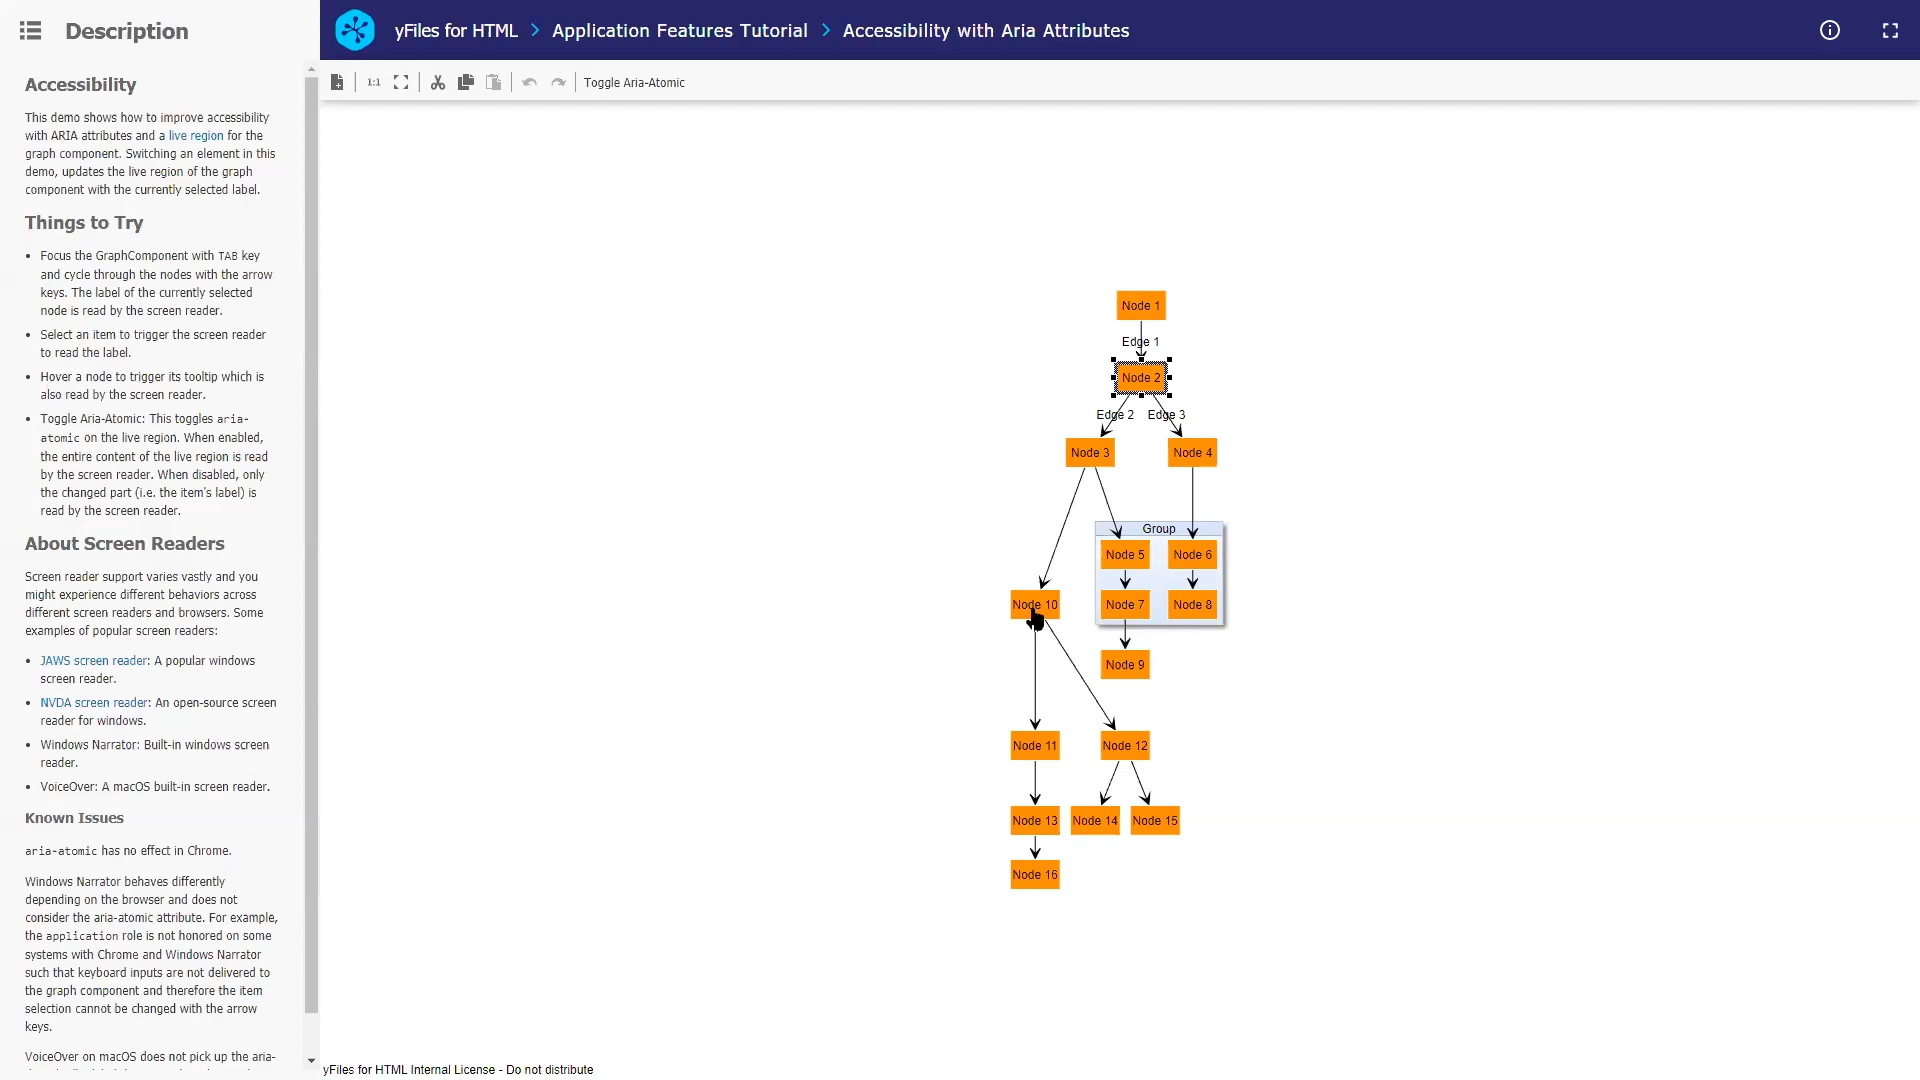 Description
yFiles for HTML > Application Features Tutorial > Accessibility with Aria Attributes
1:1
Toggle Aria-Atomic
Accessibility
This demo shows how to improve accessibility
with ARIA attributes and a live region for the
graph component. Switching an element in this
demo, updates the live region of the graph
component with the currently selected label.
Things to Try
• Focus the GraphComponent with TAB key
and cycle through the nodes with the arrow
keys. The label of the currently selected
node is read by the screen reader.
• Select an item to trigger the screen reader
to read the label.
• Hover a node to trigger its tooltip which is
also read by the screen reader.
• Toggle Aria-Atomic: This toggles aria-
atomic on the live region. When enabled,
the entire content of the live region is read
by the screen reader. When disabled, only
the changed part (i.e. the item's label) is
read by the screen reader.
About Screen Readers
Screen reader support varies vastly and you
might experience different behaviors across
different screen readers and browsers. Some
examples of popular screen readers:
• JAWS screen reader: A popular windows
screen reader.
• NVDA screen reader: An open-source screen
reader for windows.
• Windows Narrator: Built-in windows screen
reader.
• VoiceOver: A macOS built-in screen reader.
Known Issues
aria-atomic has no effect in Chrome.
Windows Narrator behaves differently
depending on the browser and does not
consider the aria-atomic attribute. For example,
the application role is not honored on some
systems with Chrome and Windows Narrator
such that keyboard inputs are not delivered to
the graph component and therefore the item
selection cannot be changed with the arrow
keys.
VoiceOver on macOS does not pick up the aria-
Node 1
Edge 1
Node 2
Edge 2 Edge 3
Node 3 Node 4
Group
Node 5 Node 6
Node 10 Node 7 Node 8
Node 9
Node 11 Node 12
Node 13 Node 14 Node 15
Node 16
yFiles for HTML Internal License - Do not distribute